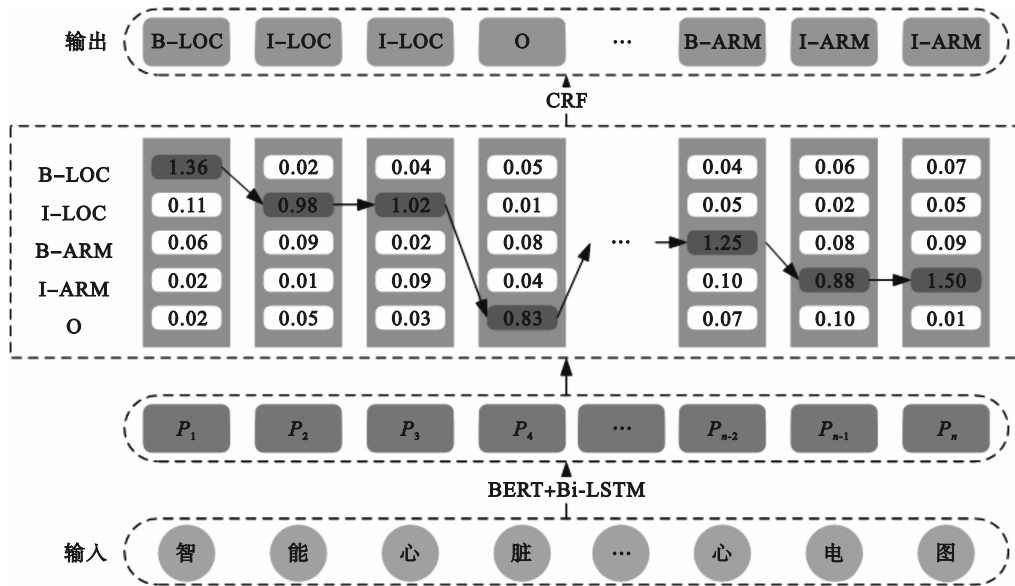 输出 B-LOC I-LOC I-LOC O … B-ARM I-ARM I-ARM
CRF
B-LOC 1.36 0.02 0.04 0.05 0.04 0.06 0.07
I-LOC 0.11 0.98 1.02 0.01 0.05 0.02 0.05
B-ARM 0.06 0.09 0.02 0.08 … 1.25 0.08 0.09
I-ARM 0.02 0.01 0.09 0.04 0.10 0.88 1.50
O 0.02 0.05 0.03 0.83 0.07 0.10 0.01
P1 P2 P3 P4 … Pn-2 Pn-1 Pn
BERT+Bi-LSTM
输入 智 能 心 脏 … 心 电 图